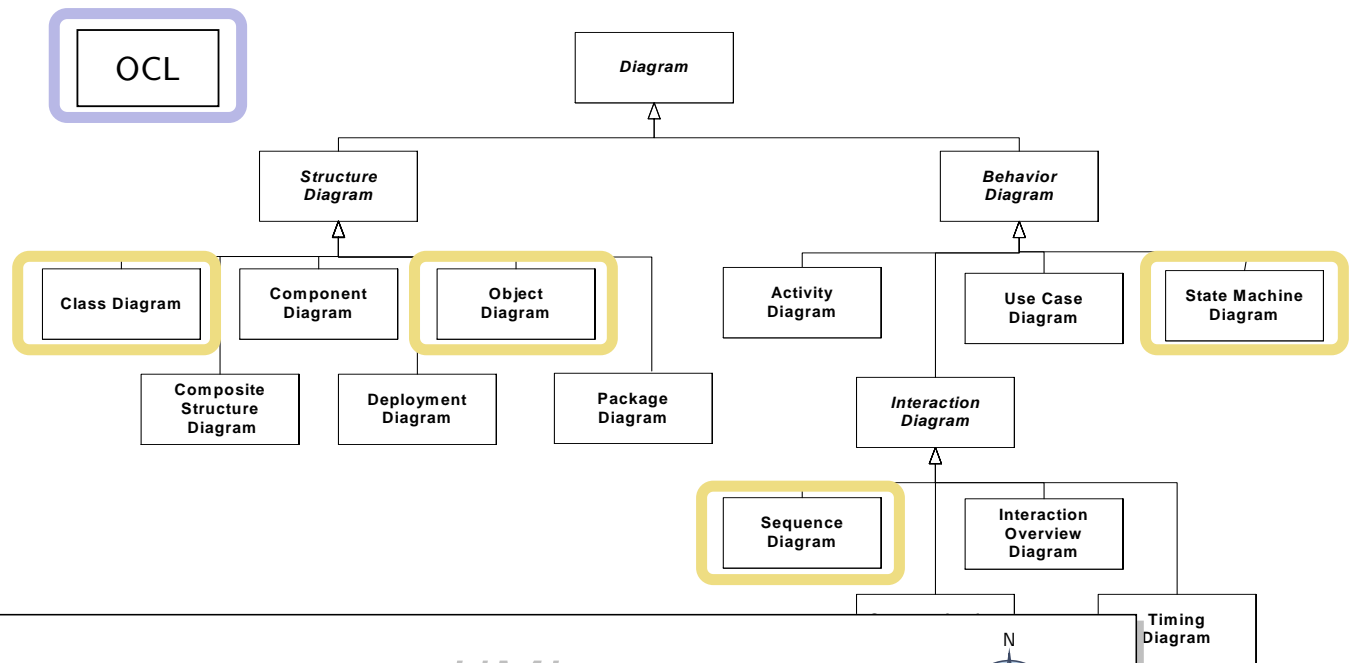 OCL
Diagram
Structure
Diagram
Behavior
Diagram
Class Diagram
Component
Diagram
Object
Diagram
Activity
Diagram
Use Case
Diagram
State Machine
Diagram
Composite
Structure
Diagram
Deployment
Diagram
Package
Diagram
Interaction
Diagram
Sequence
Diagram
Interaction
Overview
Diagram
Timing
Diagram
N